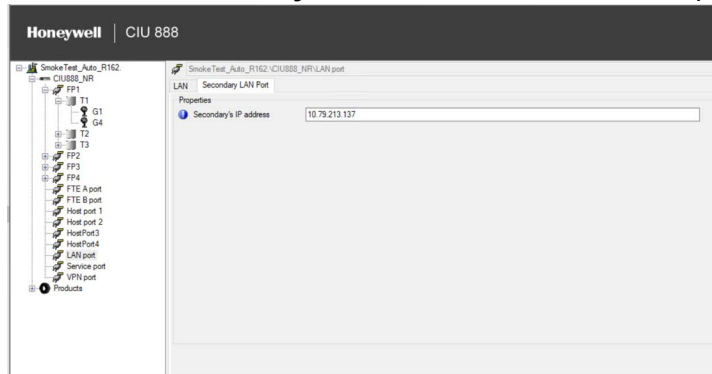 Honeywell | CIU 888
SmokeTest_Auto_R162.
CIU888_NR
FP1
T1
G1
G4
T2
T3
FP2
FP3
FP4
FTE A port
FTE B port
Host port 1
Host port 2
HostPort3
HostPort4
LAN port
Service port
VPN port
Products
SmokeTest_Auto_R162.\CIU888_NR\LAN port
LAN Secondary LAN Port
Properties
Secondary's IP address 10.79.213.137